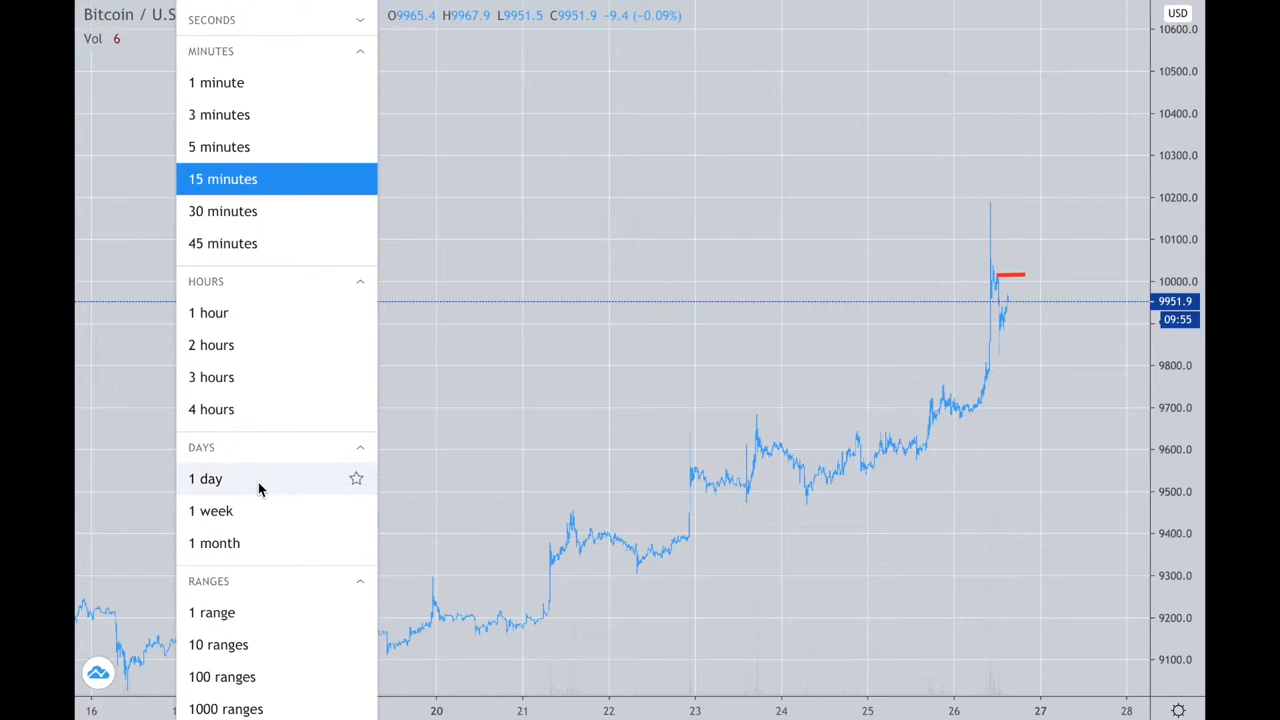 Bitcoin / U.S
O9965.4 H9967.9 L9951.5 C9951.9 −9.4 (−0.09%)
Vol 6
SECONDS
MINUTES
1 minute
3 minutes
5 minutes
15 minutes
30 minutes
45 minutes
HOURS
1 hour
2 hours
3 hours
4 hours
DAYS
1 day
1 week
1 month
RANGES
1 range
10 ranges
100 ranges
1000 ranges
USD
10600.0
10500.0
10400.0
10300.0
10200.0
10100.0
10000.0
9951.9
09:55
9800.0
9700.0
9600.0
9500.0
9400.0
9300.0
9200.0
9100.0
16 20 21 22 23 24 25 26 27 28